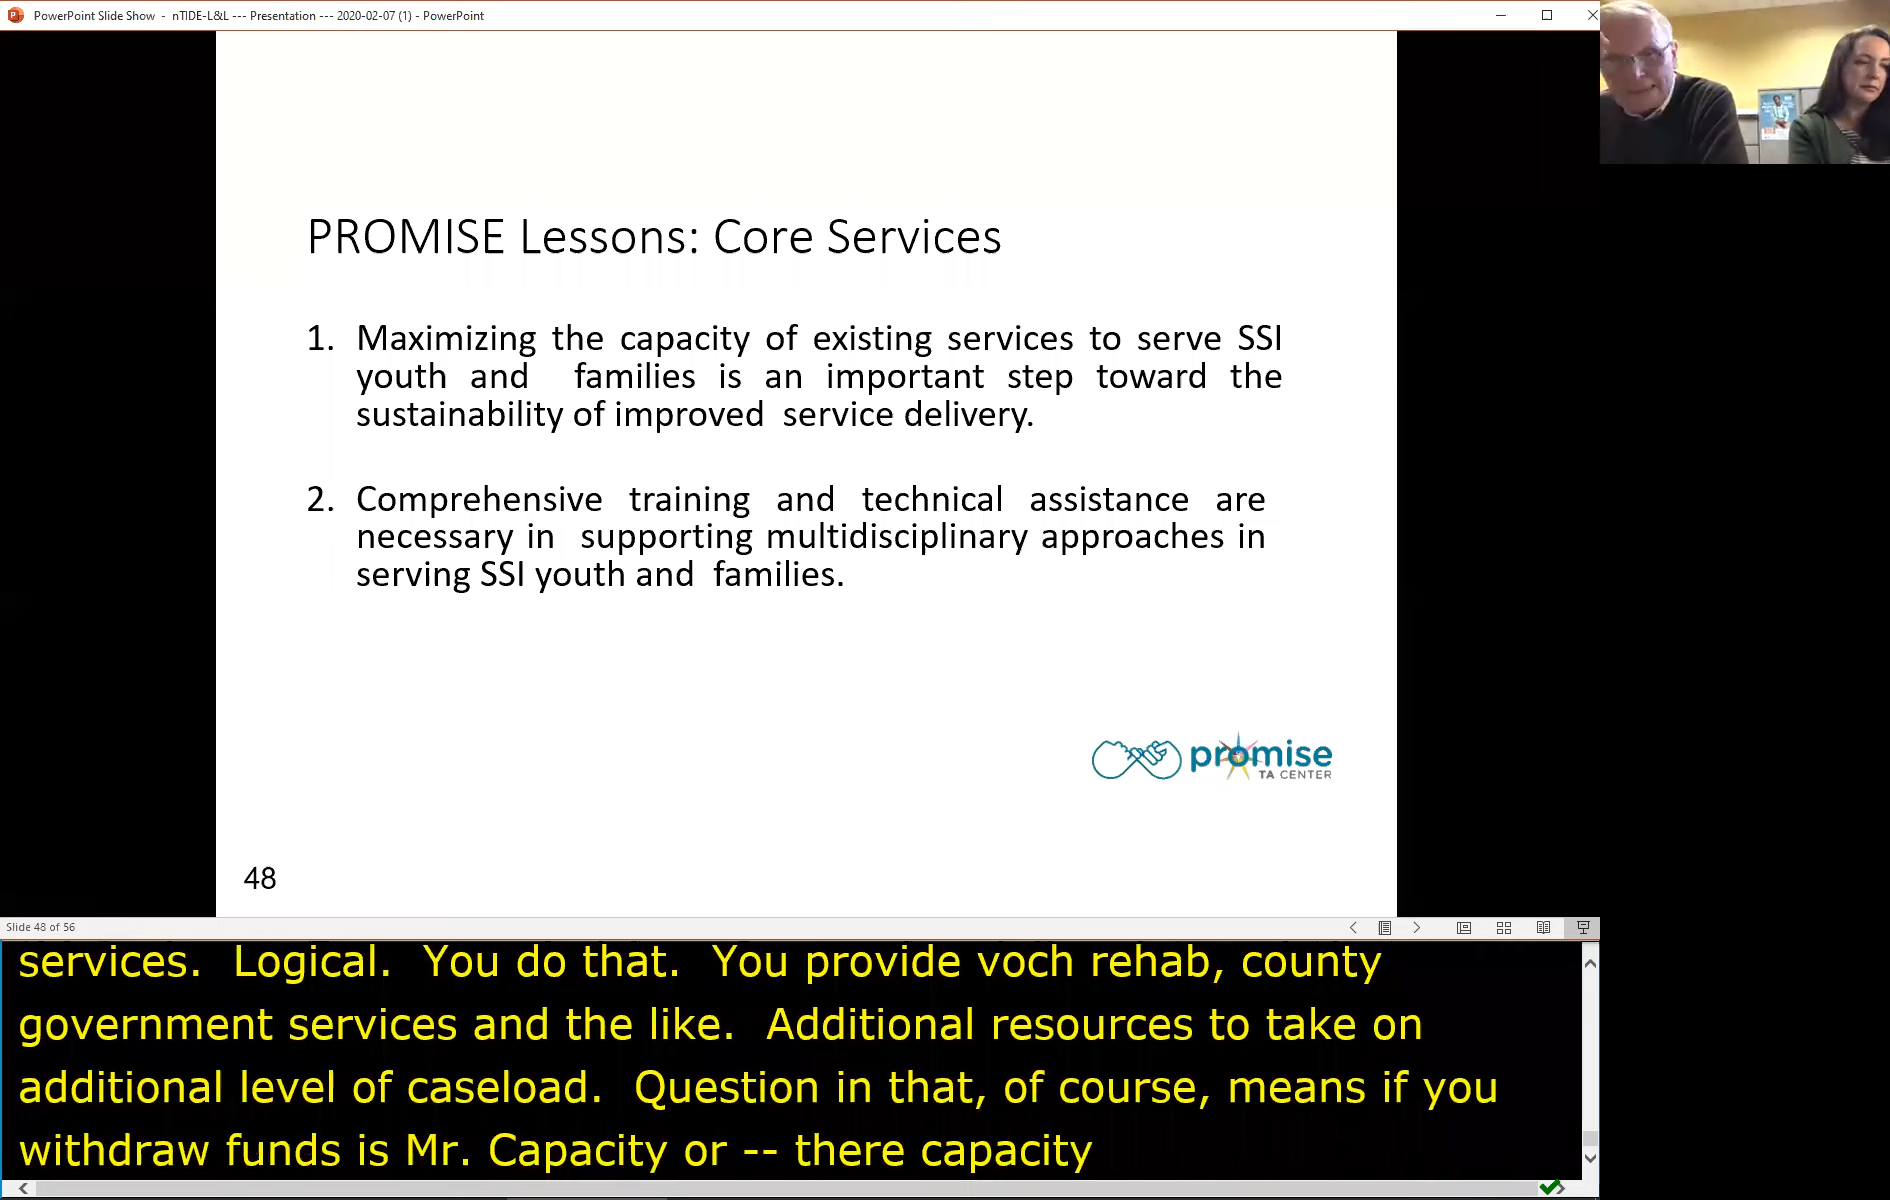 PowerPoint Slide Show - nTIDE-L&L --- Presentation --- 2020-02-07 (1) - PowerPoint
PROMISE Lessons: Core Services
1. Maximizing the capacity of existing services to serve SSI
youth and families is an important step toward the
sustainability of improved service delivery.
2. Comprehensive training and technical assistance are
necessary in supporting multidisciplinary approaches in
serving SSI youth and families.
promise
TA CENTER
48
Slide 48 of 56
services. Logical. You do that. You provide voch rehab, county
government services and the like. Additional resources to take on
additional level of caseload. Question in that, of course, means if you
withdraw funds is Mr. Capacity or -- there capacity